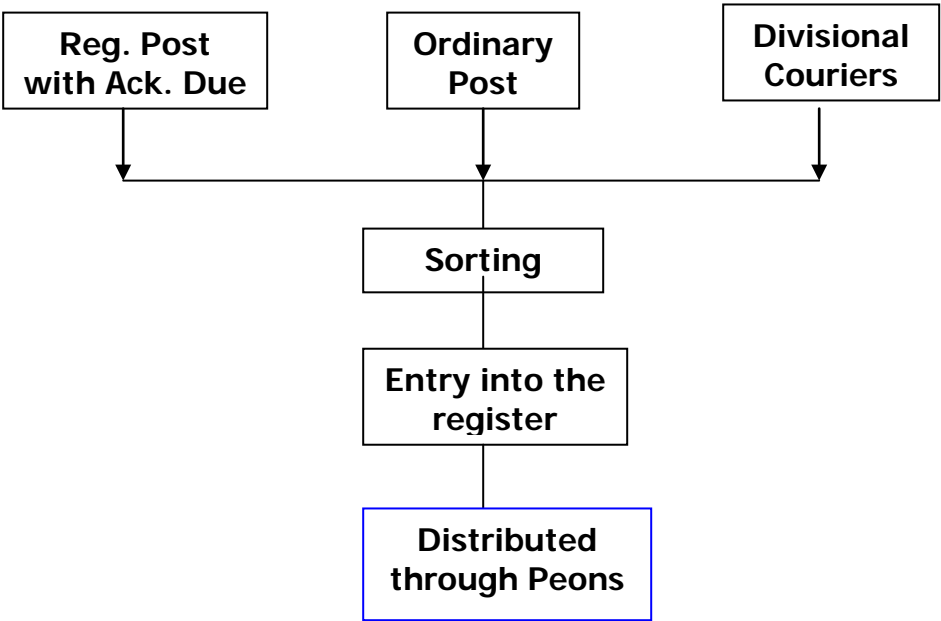 Reg. Post
with Ack. Due
Ordinary
Post
Divisional
Couriers
Sorting
Entry into the
register
Distributed
through Peons